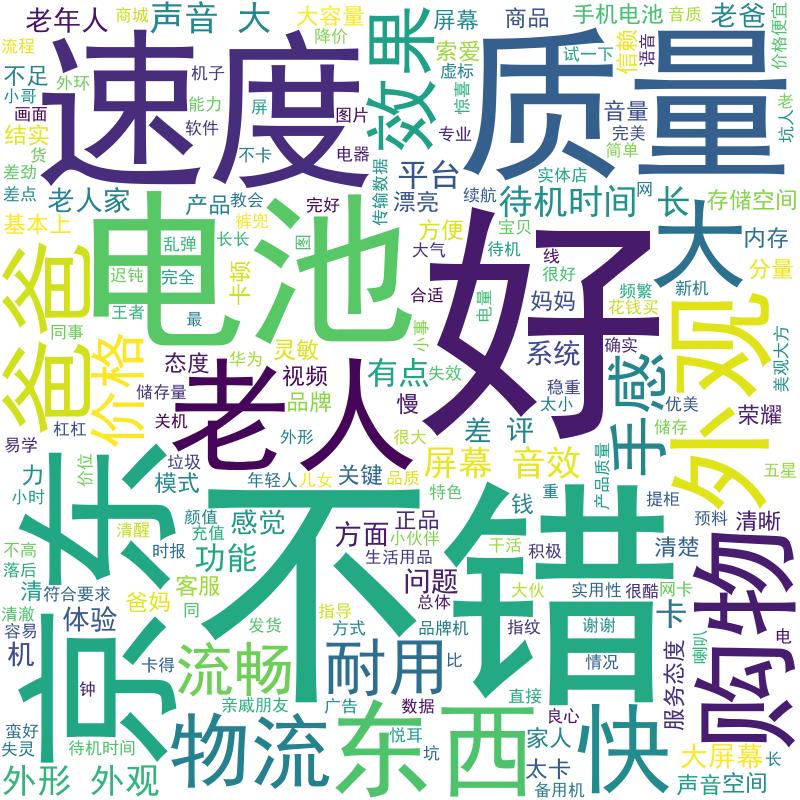 老年人
商城
声音 大
大容量
降价
效果
屏幕
商品
手机电池
音质
老爸
价格便宜
流程
不足
外环
机子
小哥
画面
能力
屏
软件
图片
索爱
虚标
惊喜
试一下
信赖
语音
速度
质量
音量
完美
专业
结实
货
不卡
电器
传输数据
简单
坑人
老
差劲
差点
老人家
产品
教会
平台
漂亮
续航
实体店
网
待机时间 长
存储空间
基本上
裤兜
完好
方便
宝贝
待机
大
内存
分量
电池
乱弹
长长
图
大气
线
很好
好
爸爸
迟钝
完全
卡顿
合适
电量
妈妈
频繁
新机
花钱买
王者
最
小事
同事
价格
态度
华为
灵敏
系统
确实
外观
美观大方
老人
视频
有点
失效
稳重
太小
手感
优美
荣耀
储存量
关机
品牌
慢
储存
易学
杠杠
外形
很大
差 评
产品质量
五星
力
价位
垃圾
模式
年轻人
儿女
关键
品质
屏幕 音效
小时
特色
钱
重
提柜
预料
清晰
京东
不错
清醒
颜值
充值
感觉
方面
正品
小伙伴
干活
积极
不高
落后
时报
功能
生活用品
清楚
购物
清
符合要求
客服
问题
大伙
实用性
很酷
网卡
清澈
爸妈
同
总体
容易
体验
指导
卡
机
发货
方式
品牌机
指纹
谢谢
服务态度
喇叭
电
卡得
流畅
耐用
比
情况
钟
亲戚朋友
广告
数据
直接
蛮好
失灵
待机时间
物流
东西
悦耳
坑
良心
家人
快
大屏幕
长
外形 外观
太卡
备用机
声音
空间